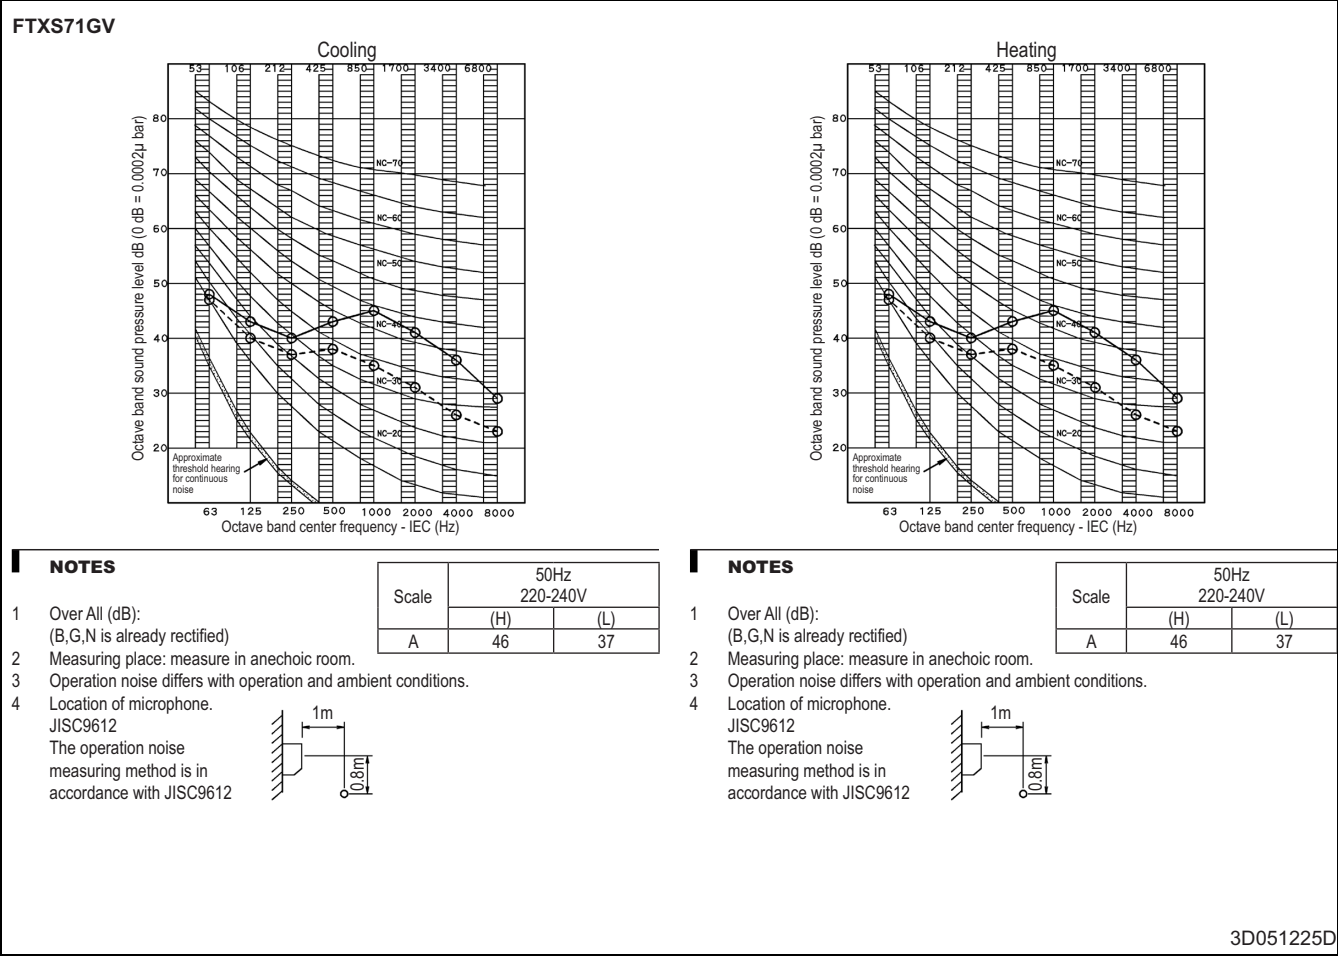 FTXS71GV
Cooling
53 106 212 425 850 1700 3400 6800
Octave band sound pressure level dB (0 dB = 0.0002µ bar)
80
70
60
50
40
30
20
NC-70
NC-60
NC-50
NC-40
NC-30
NC-20
Approximate
threshold hearing
for continuous
noise
63 125 250 500 1000 2000 4000 8000
Octave band center frequency - IEC (Hz)
NOTES
1 Over All (dB):
(B,G,N is already rectified)
Scale
50Hz
220-240V
(H) (L)
A 46 37
2 Measuring place: measure in anechoic room.
3 Operation noise differs with operation and ambient conditions.
4 Location of microphone.
JISC9612
The operation noise
measuring method is in
accordance with JISC9612
1m
0.8m
Heating
53 106 212 425 850 1700 3400 6800
Octave band sound pressure level dB (0 dB = 0.0002µ bar)
80
70
60
50
40
30
20
NC-70
NC-60
NC-50
NC-40
NC-30
NC-20
Approximate
threshold hearing
for continuous
noise
63 125 250 500 1000 2000 4000 8000
Octave band center frequency - IEC (Hz)
NOTES
1 Over All (dB):
(B,G,N is already rectified)
Scale
50Hz
220-240V
(H) (L)
A 46 37
2 Measuring place: measure in anechoic room.
3 Operation noise differs with operation and ambient conditions.
4 Location of microphone.
JISC9612
The operation noise
measuring method is in
accordance with JISC9612
1m
0.8m
3D051225D